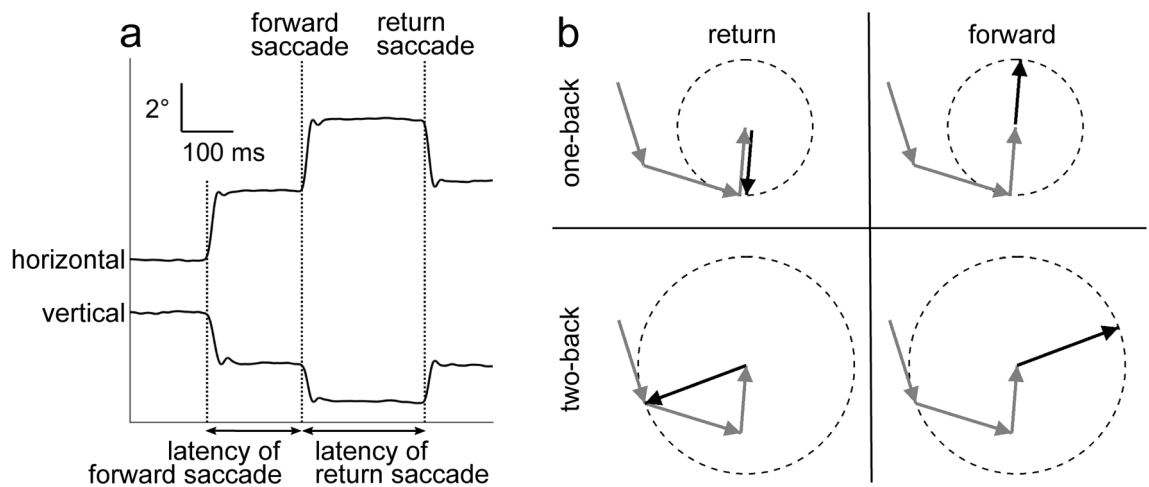 a
forward
saccade
return
saccade
2°
100 ms
horizontal
vertical
latency of
forward saccade
latency of
return saccade
b
return
forward
one-back
two-back